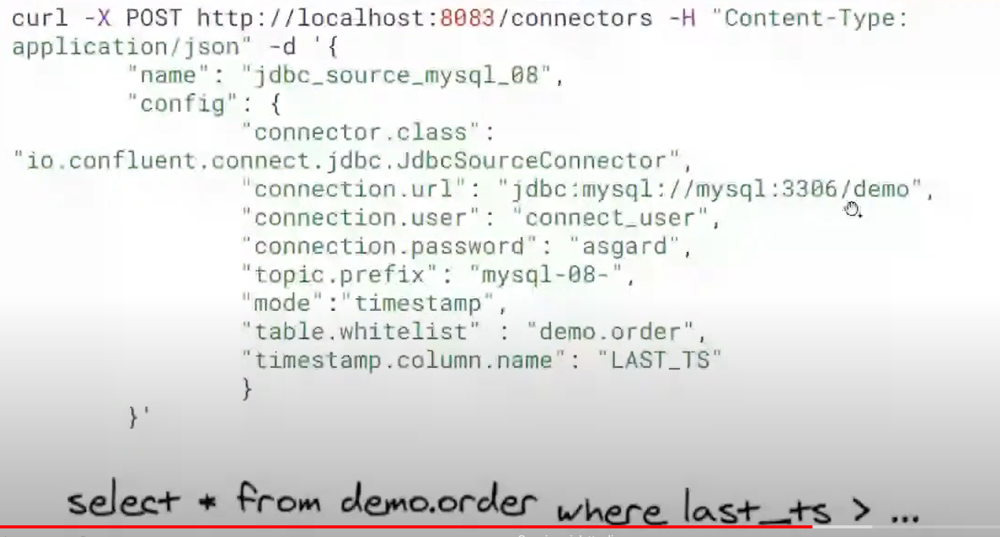 curl -X POST http://localhost:8083/connectors -H "Content-Type:
application/json" -d '{
"name": "jdbc_source_mysql_08",
"config": {
"connector.class":
"io.confluent.connect.jdbc.JdbcSourceConnector",
"connection.url": "jdbc:mysql://mysql:3306/demo",
"connection.user": "connect_user",
"connection.password": "asgard",
"topic.prefix": "mysql-08-",
"mode":"timestamp",
"table.whitelist" : "demo.order",
"timestamp.column.name": "LAST_TS"
}
}'
select * from demo.order where last_ts > ...